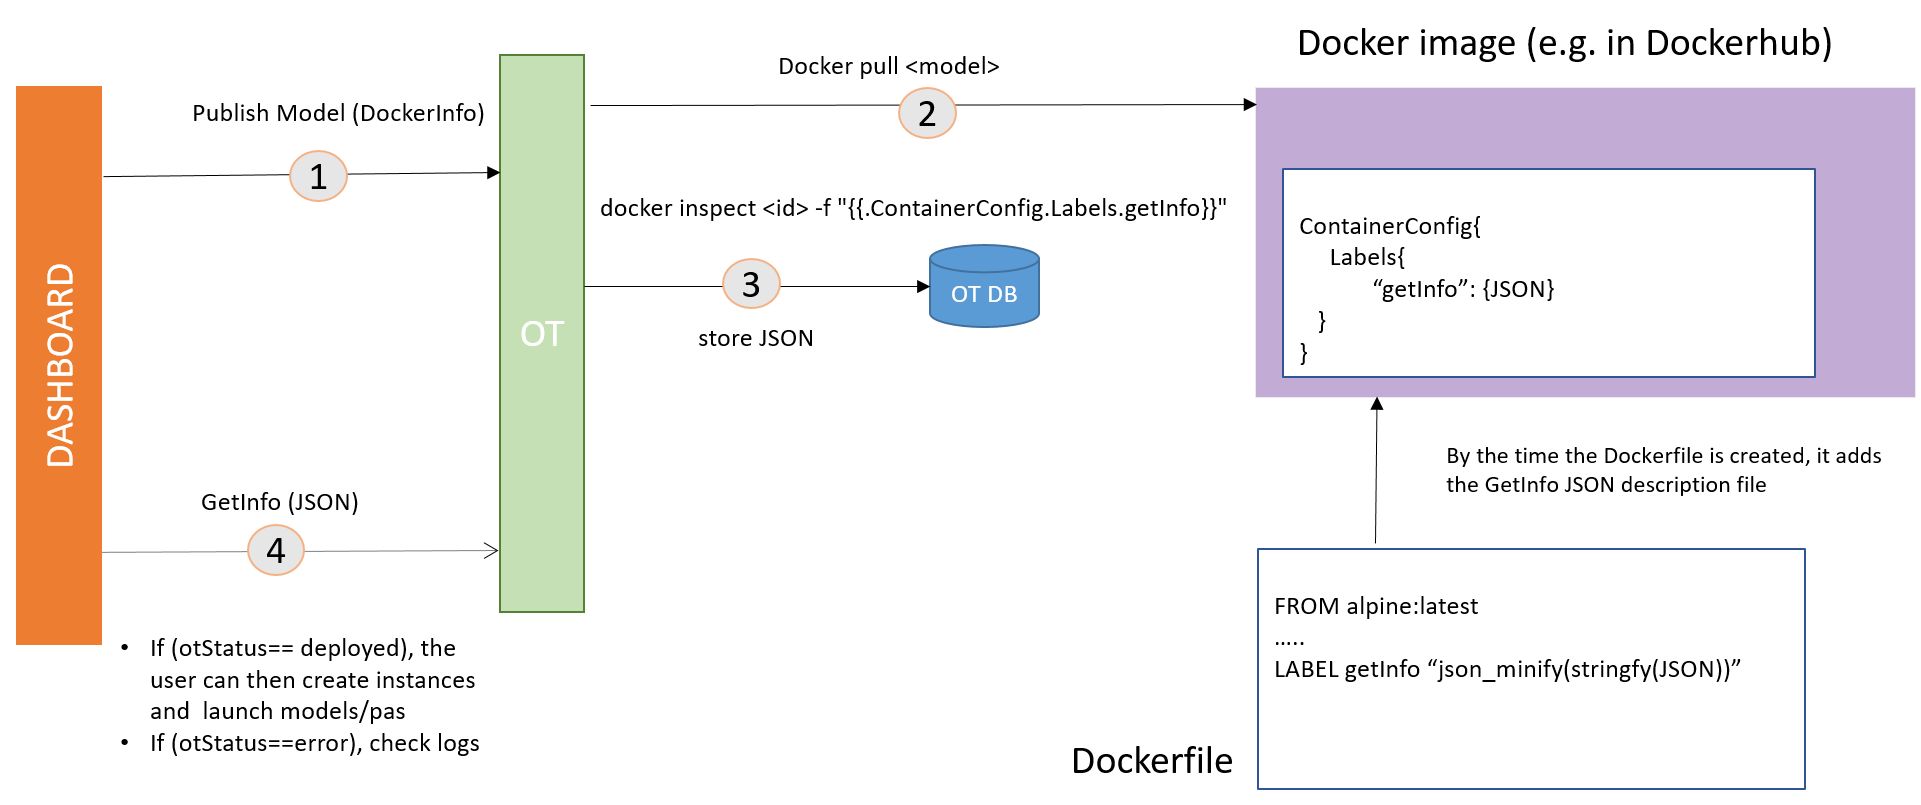 Docker image (e.g. in Dockerhub)
Docker pull <model>
2
Publish Model (DockerInfo)
1
docker inspect <id> -f "{{.ContainerConfig.Labels.getInfo}}"
3
OT DB
store JSON
DASHBOARD
OT
ContainerConfig{
Labels{
“getInfo”: {JSON}
}
}
By the time the Dockerfile is created, it adds
the GetInfo JSON description file
GetInfo (JSON)
4
• If (otStatus== deployed), the
user can then create instances
and launch models/pas
• If (otStatus==error), check logs
FROM alpine:latest
.....
LABEL getInfo “json_minify(stringfy(JSON))”
Dockerfile